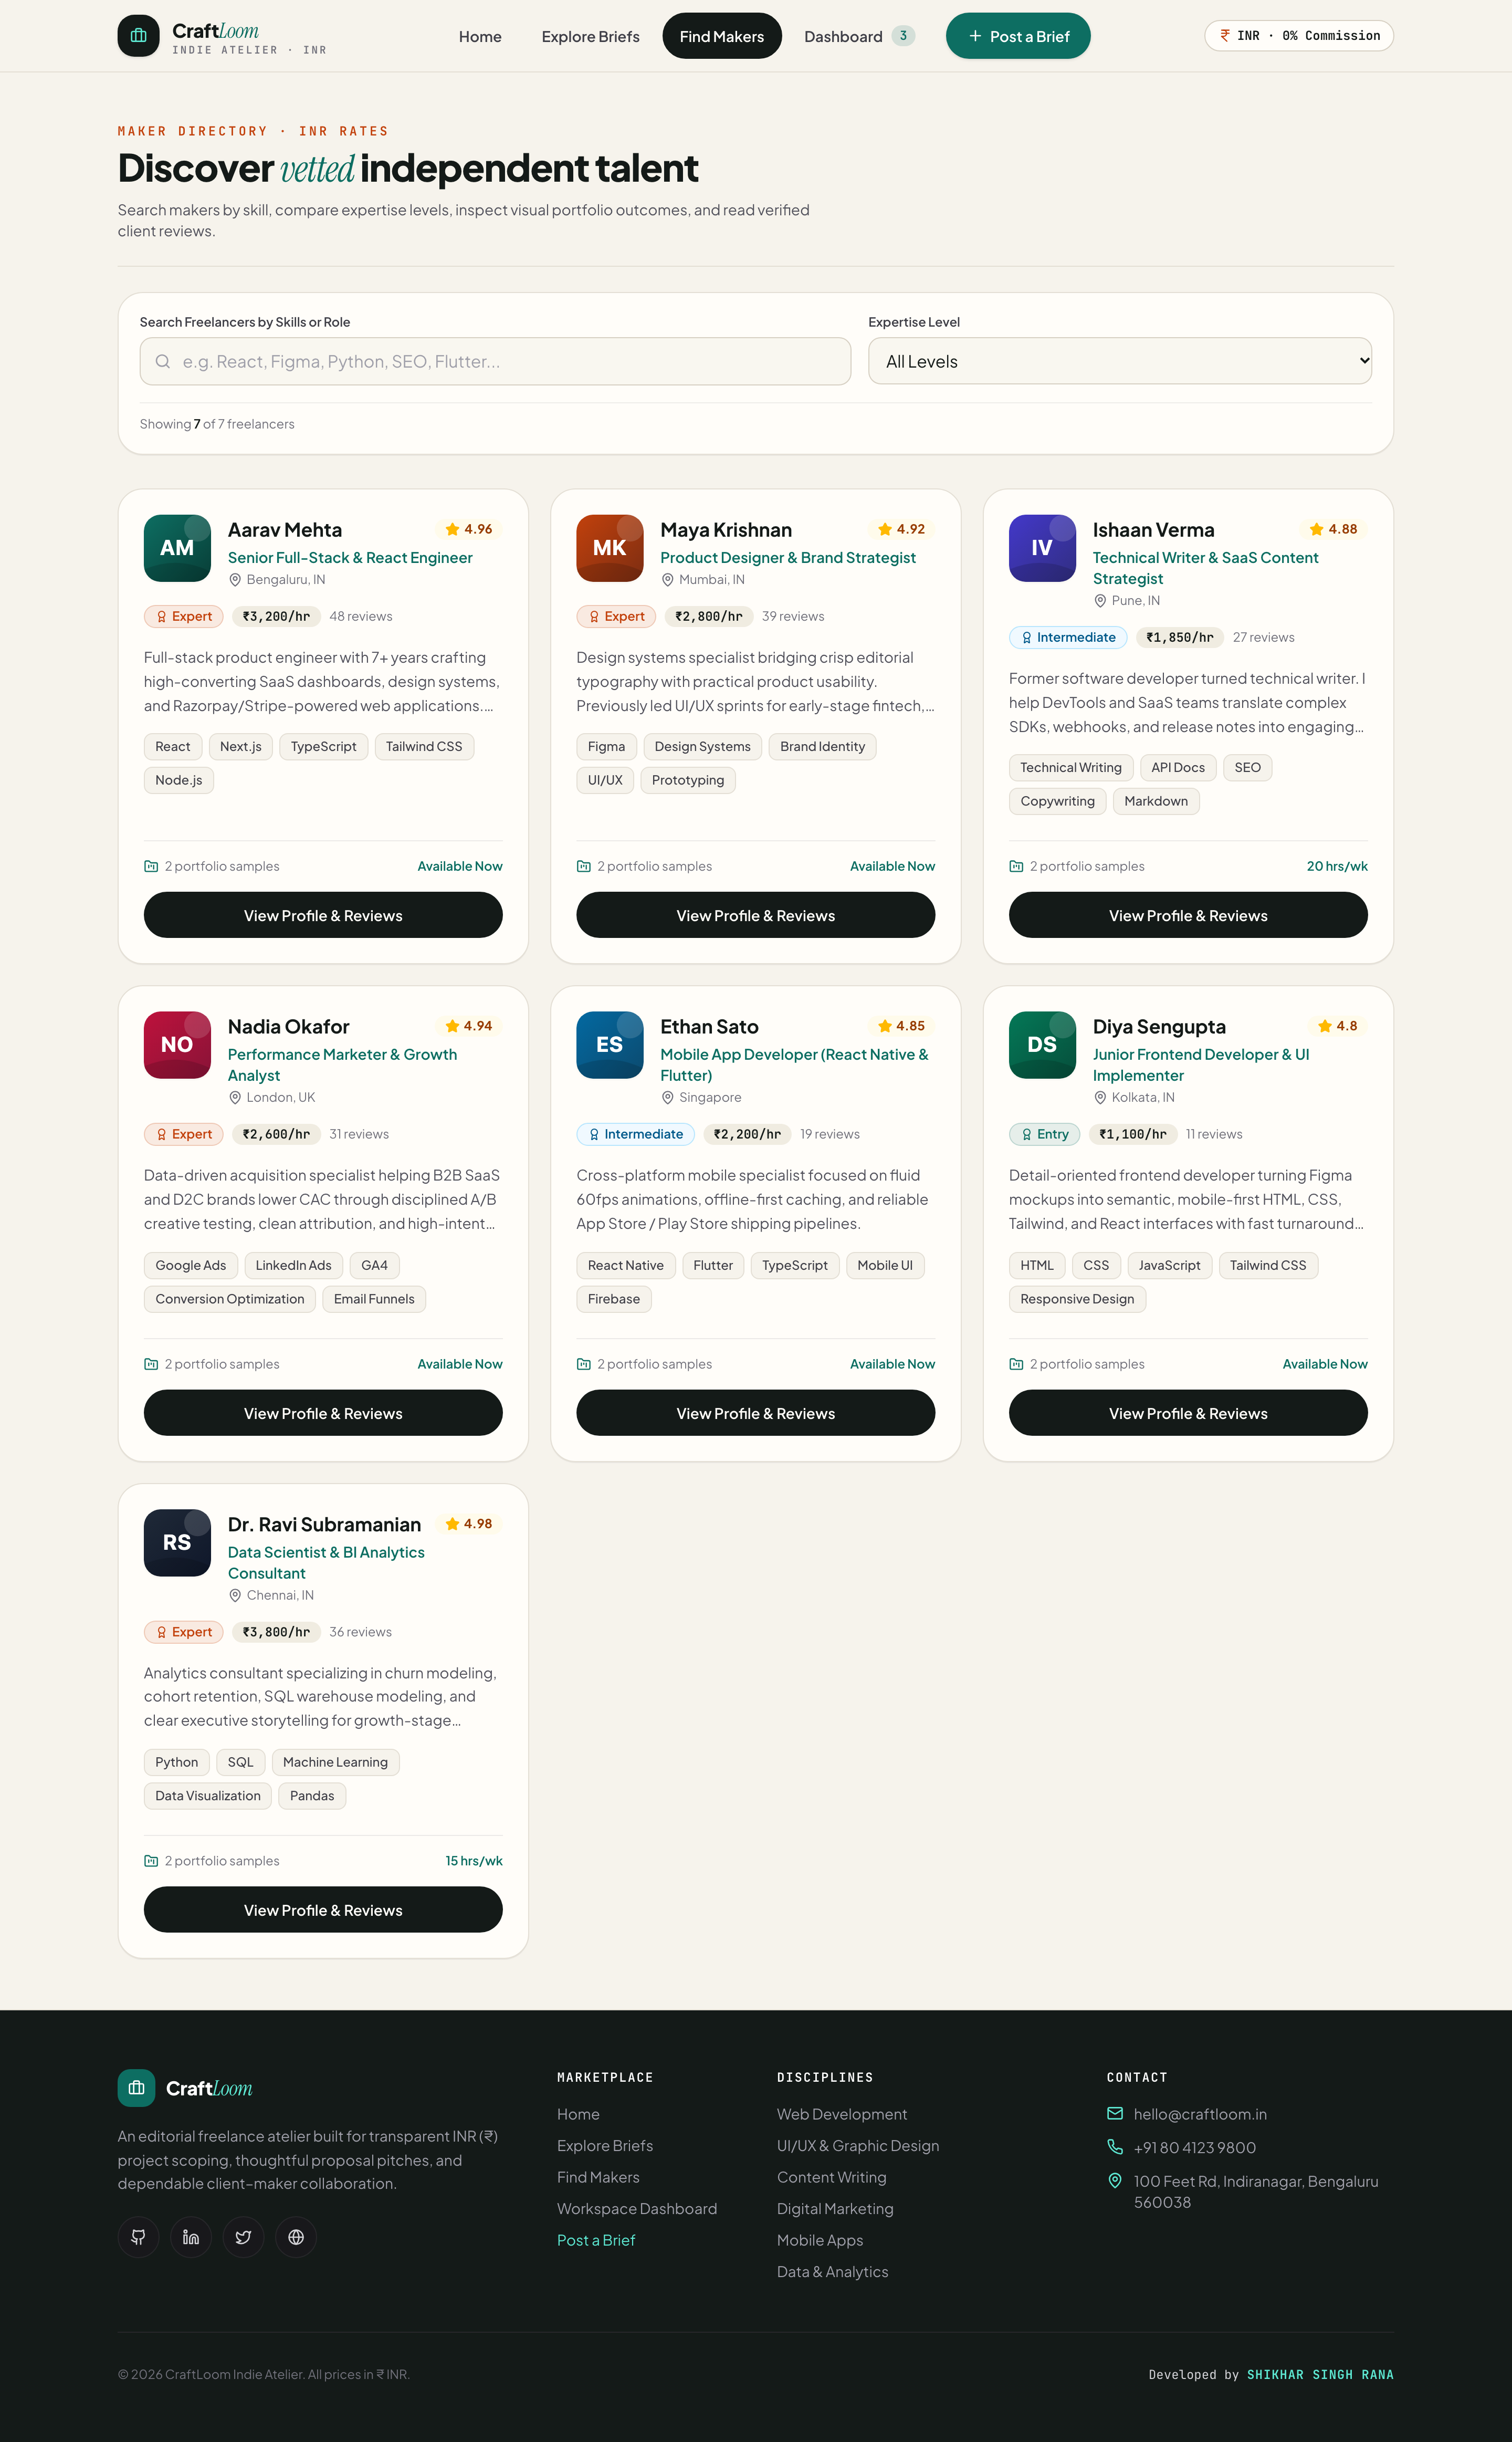 CraftLoom
INDIE ATELIER · INR
Home
Explore Briefs
Find Makers
Dashboard 3
+ Post a Brief
₹ INR · 0% Commission
MAKER DIRECTORY · INR RATES
Discover vetted independent talent
Search makers by skill, compare expertise levels, inspect visual portfolio outcomes, and read verified
client reviews.
Search Freelancers by Skills or Role
e.g. React, Figma, Python, SEO, Flutter...
Expertise Level
All Levels
Showing 7 of 7 freelancers
AM
Aarav Mehta
4.96
Senior Full-Stack & React Engineer
Bengaluru, IN
Expert
₹3,200/hr
48 reviews
Full-stack product engineer with 7+ years crafting
high-converting SaaS dashboards, design systems,
and Razorpay/Stripe-powered web applications....
React
Next.js
TypeScript
Tailwind CSS
Node.js
2 portfolio samples
Available Now
View Profile & Reviews
MK
Maya Krishnan
4.92
Product Designer & Brand Strategist
Mumbai, IN
Expert
₹2,800/hr
39 reviews
Design systems specialist bridging crisp editorial
typography with practical product usability.
Previously led UI/UX sprints for early-stage fintech,...
Figma
Design Systems
Brand Identity
UI/UX
Prototyping
2 portfolio samples
Available Now
View Profile & Reviews
IV
Ishaan Verma
4.88
Technical Writer & SaaS Content
Strategist
Pune, IN
Intermediate
₹1,850/hr
27 reviews
Former software developer turned technical writer. I
help DevTools and SaaS teams translate complex
SDKs, webhooks, and release notes into engaging...
Technical Writing
API Docs
SEO
Copywriting
Markdown
2 portfolio samples
20 hrs/wk
View Profile & Reviews
NO
Nadia Okafor
4.94
Performance Marketer & Growth
Analyst
London, UK
Expert
₹2,600/hr
31 reviews
Data-driven acquisition specialist helping B2B SaaS
and D2C brands lower CAC through disciplined A/B
creative testing, clean attribution, and high-intent...
Google Ads
LinkedIn Ads
GA4
Conversion Optimization
Email Funnels
2 portfolio samples
Available Now
View Profile & Reviews
ES
Ethan Sato
4.85
Mobile App Developer (React Native &
Flutter)
Singapore
Intermediate
₹2,200/hr
19 reviews
Cross-platform mobile specialist focused on fluid
60fps animations, offline-first caching, and reliable
App Store / Play Store shipping pipelines.
React Native
Flutter
TypeScript
Mobile UI
Firebase
2 portfolio samples
Available Now
View Profile & Reviews
DS
Diya Sengupta
4.8
Junior Frontend Developer & UI
Implementer
Kolkata, IN
Entry
₹1,100/hr
11 reviews
Detail-oriented frontend developer turning Figma
mockups into semantic, mobile-first HTML, CSS,
Tailwind, and React interfaces with fast turnaround...
HTML
CSS
JavaScript
Tailwind CSS
Responsive Design
2 portfolio samples
Available Now
View Profile & Reviews
RS
Dr. Ravi Subramanian
4.98
Data Scientist & BI Analytics
Consultant
Chennai, IN
Expert
₹3,800/hr
36 reviews
Analytics consultant specializing in churn modeling,
cohort retention, SQL warehouse modeling, and
clear executive storytelling for growth-stage...
Python
SQL
Machine Learning
Data Visualization
Pandas
2 portfolio samples
15 hrs/wk
View Profile & Reviews
CraftLoom
An editorial freelance atelier built for transparent INR (₹)
project scoping, thoughtful proposal pitches, and
dependable client–maker collaboration.
MARKETPLACE
Home
Explore Briefs
Find Makers
Workspace Dashboard
Post a Brief
DISCIPLINES
Web Development
UI/UX & Graphic Design
Content Writing
Digital Marketing
Mobile Apps
Data & Analytics
CONTACT
hello@craftloom.in
+91 80 4123 9800
100 Feet Rd, Indiranagar, Bengaluru
560038
© 2026 CraftLoom Indie Atelier. All prices in ₹ INR.
Developed by SHIKHAR SINGH RANA